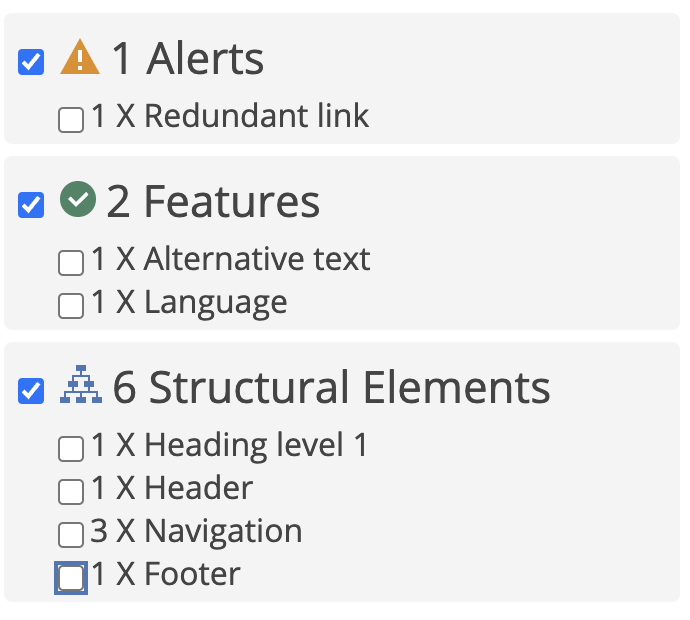 1 Alerts
1 X Redundant link
2 Features
1 X Alternative text
1 X Language
6 Structural Elements
1 X Heading level 1
1 X Header
3 X Navigation
1 X Footer